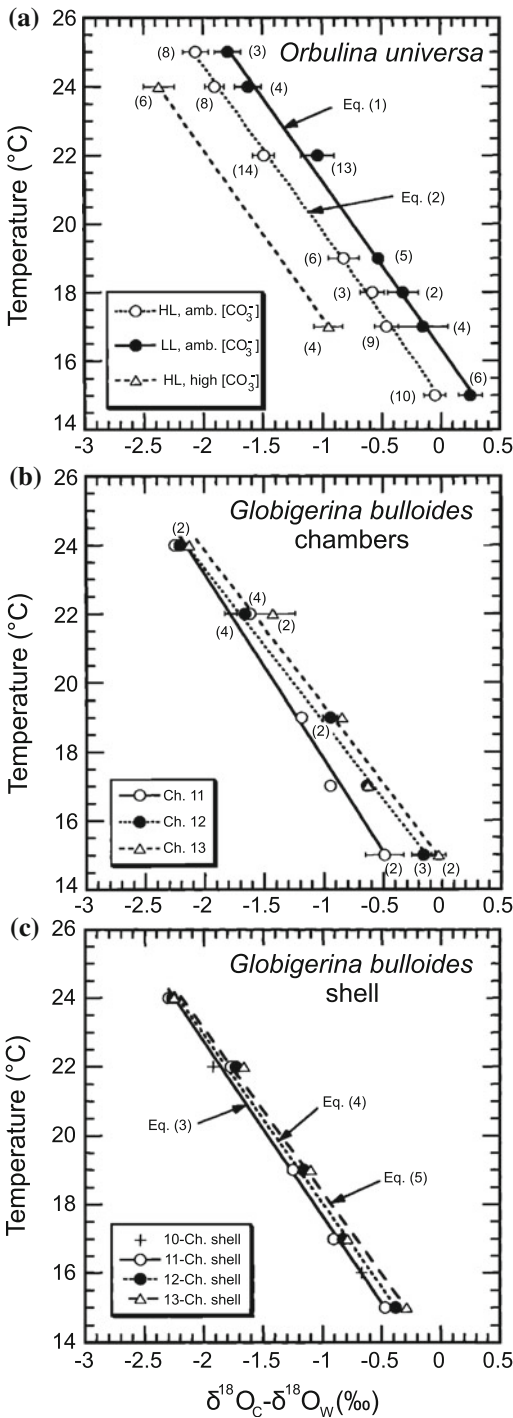 (a)
Orbulina universa
26
24
22
20
18
16
14
Temperature (°C)
(8)
(3)
(8)
(4)
(6)
Eq. (1)
(14)
(13)
Eq. (2)
(6)
(5)
(3)
(2)
(4)
(9)
(4)
(10)
(6)
HL, amb. [CO₃⁻]
LL, amb. [CO₃⁻]
HL, high [CO₃⁻]
-3 -2.5 -2 -1.5 -1 -0.5 0 0.5
(b)
Globigerina bulloides
chambers
26
24
22
20
18
16
14
Temperature (°C)
(2)
(4)
(4)
(2)
(2)
(2)
(3)
(2)
Ch. 11
Ch. 12
Ch. 13
-3 -2.5 -2 -1.5 -1 -0.5 0 0.5
(c)
Globigerina bulloides
shell
26
24
22
20
18
16
14
Temperature (°C)
Eq. (3)
Eq. (4)
Eq. (5)
10-Ch. shell
11-Ch. shell
12-Ch. shell
13-Ch. shell
-3 -2.5 -2 -1.5 -1 -0.5 0 0.5
δ¹⁸O_C-δ¹⁸O_W(‰)